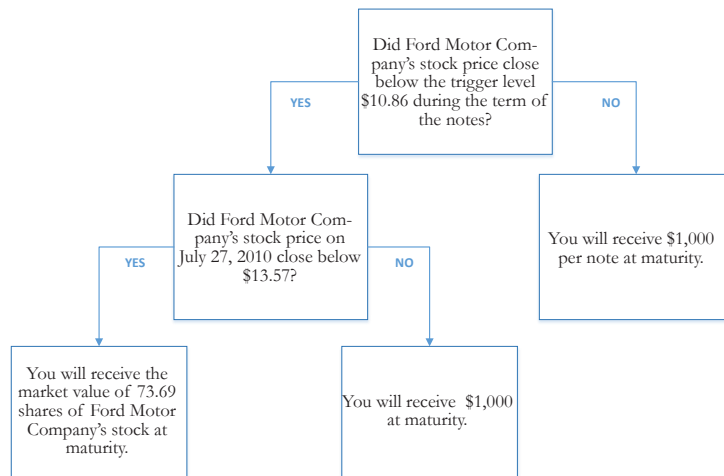 Did Ford Motor Com-
pany's stock price close
below the trigger level
$10.86 during the term of
the notes?
YES
NO
Did Ford Motor Com-
pany's stock price on
July 27, 2010 close below
$13.57?
You will receive $1,000
per note at maturity.
YES
NO
You will receive the
market value of 73.69
shares of Ford Motor
Company's stock at
maturity.
You will receive $1,000
at maturity.